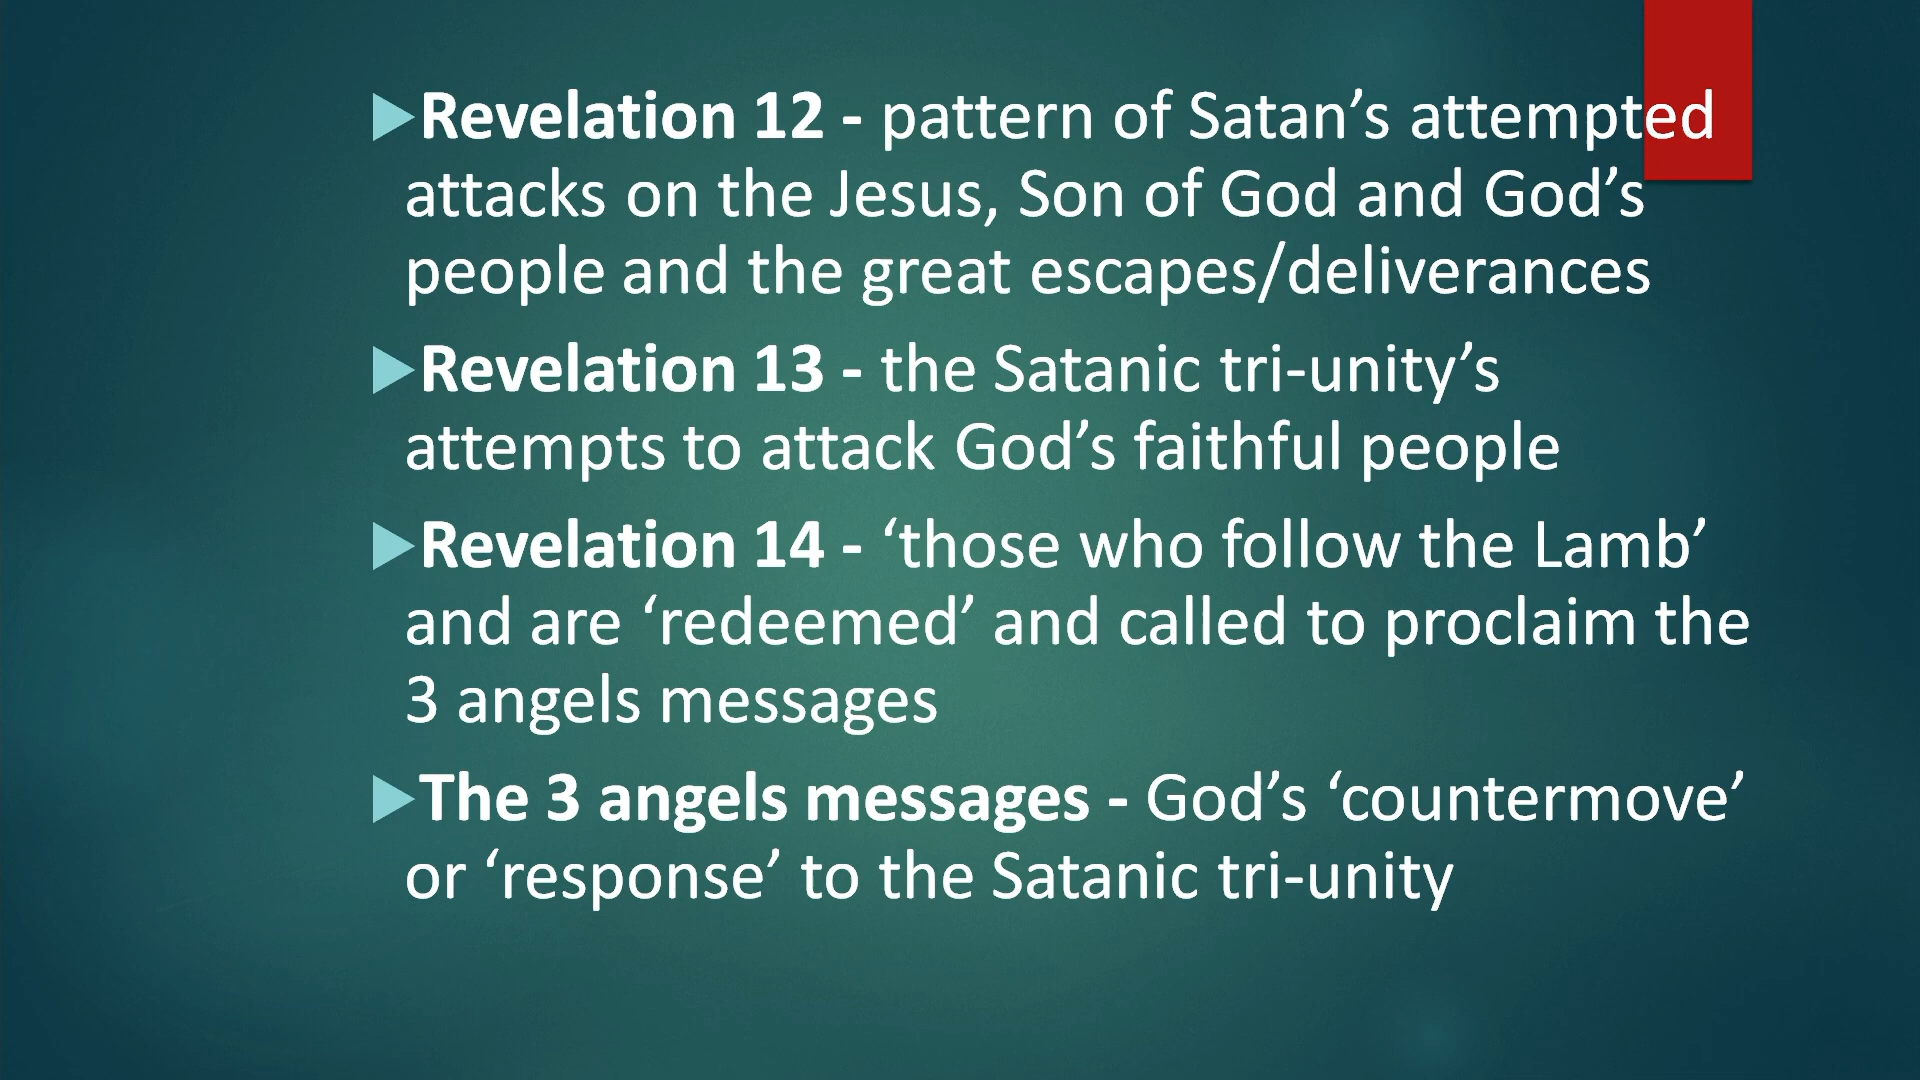 Revelation 12 - pattern of Satan’s attempted
attacks on the Jesus, Son of God and God’s
people and the great escapes/deliverances
Revelation 13 - the Satanic tri-unity’s
attempts to attack God’s faithful people
Revelation 14 - ‘those who follow the Lamb’
and are ‘redeemed’ and called to proclaim the
3 angels messages
The 3 angels messages - God’s ‘countermove’
or ‘response’ to the Satanic tri-unity